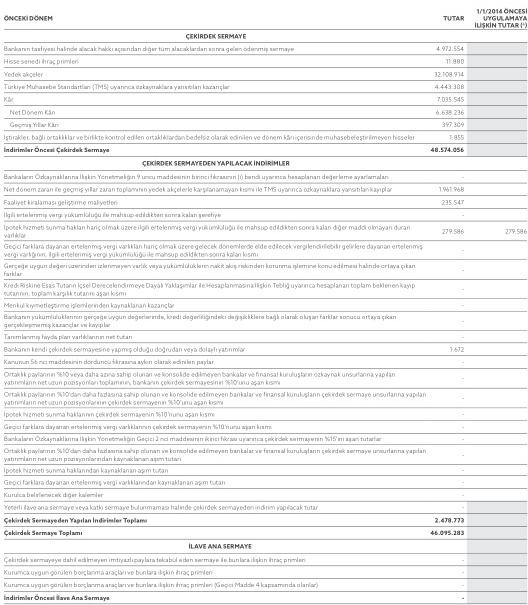 1/1/2014 ÖNCESİ
UYGULAMAYA
ÖNCEKİ DÖNEM TUTAR İLİŞKİN TUTAR (*)
ÇEKİRDEK SERMAYE
Bankanın tasfiyesi halinde alacak hakkı açısından diğer tüm alacaklardan sonra gelen ödenmiş sermaye 4.972.554
Hisse senedi ihraç primleri 11.880
Yedek akçeler 32.108.914
Türkiye Muhasebe Standartları (TMS) uyarınca özkaynaklara yansıtılan kazançlar 4.443.308
Kâr 7.035.545
Net Dönem Kârı 6.638.236
Geçmiş Yıllar Kârı 397.309
İştirakler, bağlı ortaklıklar ve birlikte kontrol edilen ortaklıklardan bedelsiz olarak edinilen ve dönem kârı içerisinde muhasebeleştirilmeyen hisseler 1.855
İndirimler Öncesi Çekirdek Sermaye 48.574.056
ÇEKİRDEK SERMAYEDEN YAPILACAK İNDİRİMLER
Bankaların Özkaynaklarına İlişkin Yönetmeliğin 9 uncu maddesinin birinci fıkrasının (i) bendi uyarınca hesaplanan değerleme ayarlamaları -
Net dönem zararı ile geçmiş yıllar zararı toplamının yedek akçelerle karşılanamayan kısmı ile TMS uyarınca özkaynaklara yansıtılan kayıplar 1.961.968
Faaliyet kiralaması geliştirme maliyetleri 235.547
İlgili ertelenmiş vergi yükümlülüğü ile mahsup edildikten sonra kalan şerefiye -
İpotek hizmeti sunma hakları hariç olmak üzere ilgili ertelenmiş vergi yükümlülüğü ile mahsup edildikten sonra kalan diğer maddi olmayan duran
varlıklar 279.586 279.586
Geçici farklara dayanan ertelenmiş vergi varlıkları hariç olmak üzere gelecek dönemlerde elde edilecek vergilendirilebilir gelirlere dayanan ertelenmiş
vergi varlığının, ilgili ertelenmiş vergi yükümlülüğü ile mahsup edildikten sonra kalan kısmı -
Gerçeğe uygun değeri üzerinden izlenmeyen varlık veya yükümlülüklerin nakit akış riskinden korunma işlemine konu edilmesi halinde ortaya çıkan
farklar -
Kredi Riskine Esas Tutarın İçsel Derecelendirmeye Dayalı Yaklaşımlar ile Hesaplanmasına İlişkin Tebliğ uyarınca hesaplanan toplam beklenen kayıp
tutarının, toplam karşılık tutarını aşan kısmı -
Menkul kıymetleştirme işlemlerinden kaynaklanan kazançlar -
Bankanın yükümlülüklerinin gerçeğe uygun değerlerinde, kredi değerliliğindeki değişikliklere bağlı olarak oluşan farklar sonucu ortaya çıkan
gerçekleşmemiş kazançlar ve kayıplar -
Tanımlanmış fayda plan varlıklarının net tutarı -
Bankanın kendi çekirdek sermayesine yapmış olduğu doğrudan veya dolaylı yatırımlar 1.672
Kanunun 56 ncı maddesinin dördüncü fıkrasına aykırı olarak edinilen paylar -
Ortaklık paylarının %10 veya daha azına sahip olunan ve konsolide edilmeyen bankalar ve finansal kuruluşların özkaynak unsurlarına yapılan
yatırımların net uzun pozisyonları toplamının, bankanın çekirdek sermayesinin %10'unu aşan kısmı -
Ortaklık paylarının %10'dan daha fazlasına sahip olunan ve konsolide edilmeyen bankalar ve finansal kuruluşların çekirdek sermaye unsurlarına yapılan
yatırımların net uzun pozisyonlarının çekirdek sermayenin %10'unu aşan kısmı -
İpotek hizmeti sunma haklarının çekirdek sermayenin %10'unu aşan kısmı -
Geçici farklara dayanan ertelenmiş vergi varlıklarının çekirdek sermayenin %10'unu aşan kısmı -
Bankaların Özkaynaklarına İlişkin Yönetmeliğin Geçici 2 nci maddesinin ikinci fıkrası uyarınca çekirdek sermayenin %15'ini aşan tutarlar -
Ortaklık paylarının %10'dan daha fazlasına sahip olunan ve konsolide edilmeyen bankalar ve finansal kuruluşların çekirdek sermaye unsurlarına yapılan
yatırımların net uzun pozisyonlarından kaynaklanan aşım tutarı -
İpotek hizmeti sunma haklarından kaynaklanan aşım tutarı -
Geçici farklara dayanan ertelenmiş vergi varlıklarından kaynaklanan aşım tutarı -
Kurulca belirlenecek diğer kalemler -
Yeterli ilave ana sermaye veya katkı sermaye bulunmaması halinde çekirdek sermayeden indirim yapılacak tutar -
Çekirdek Sermayeden Yapılan İndirimler Toplamı 2.478.773
Çekirdek Sermaye Toplamı 46.095.283
İLAVE ANA SERMAYE
Çekirdek sermayeye dahil edilmeyen imtiyazlı paylara tekabül eden sermaye ile bunlara ilişkin ihraç primleri -
Kurumca uygun görülen borçlanma araçları ve bunlara ilişkin ihraç primleri -
Kurumca uygun görülen borçlanma araçları ve bunlara ilişkin ihraç primleri (Geçici Madde 4 kapsamında olanlar) -
İndirimler Öncesi İlave Ana Sermaye -